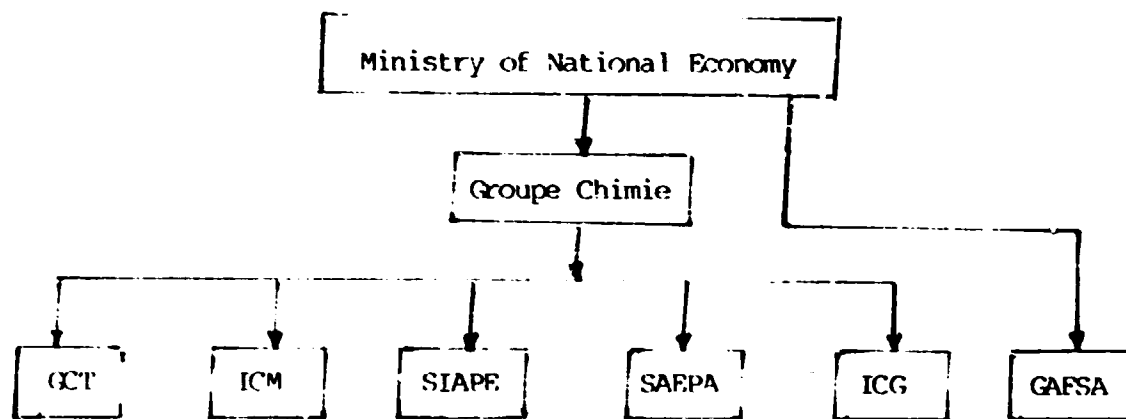 Ministry of National Economy
Groupe Chimie
GCT ICM SIAPE SAEPA ICG GAFSA